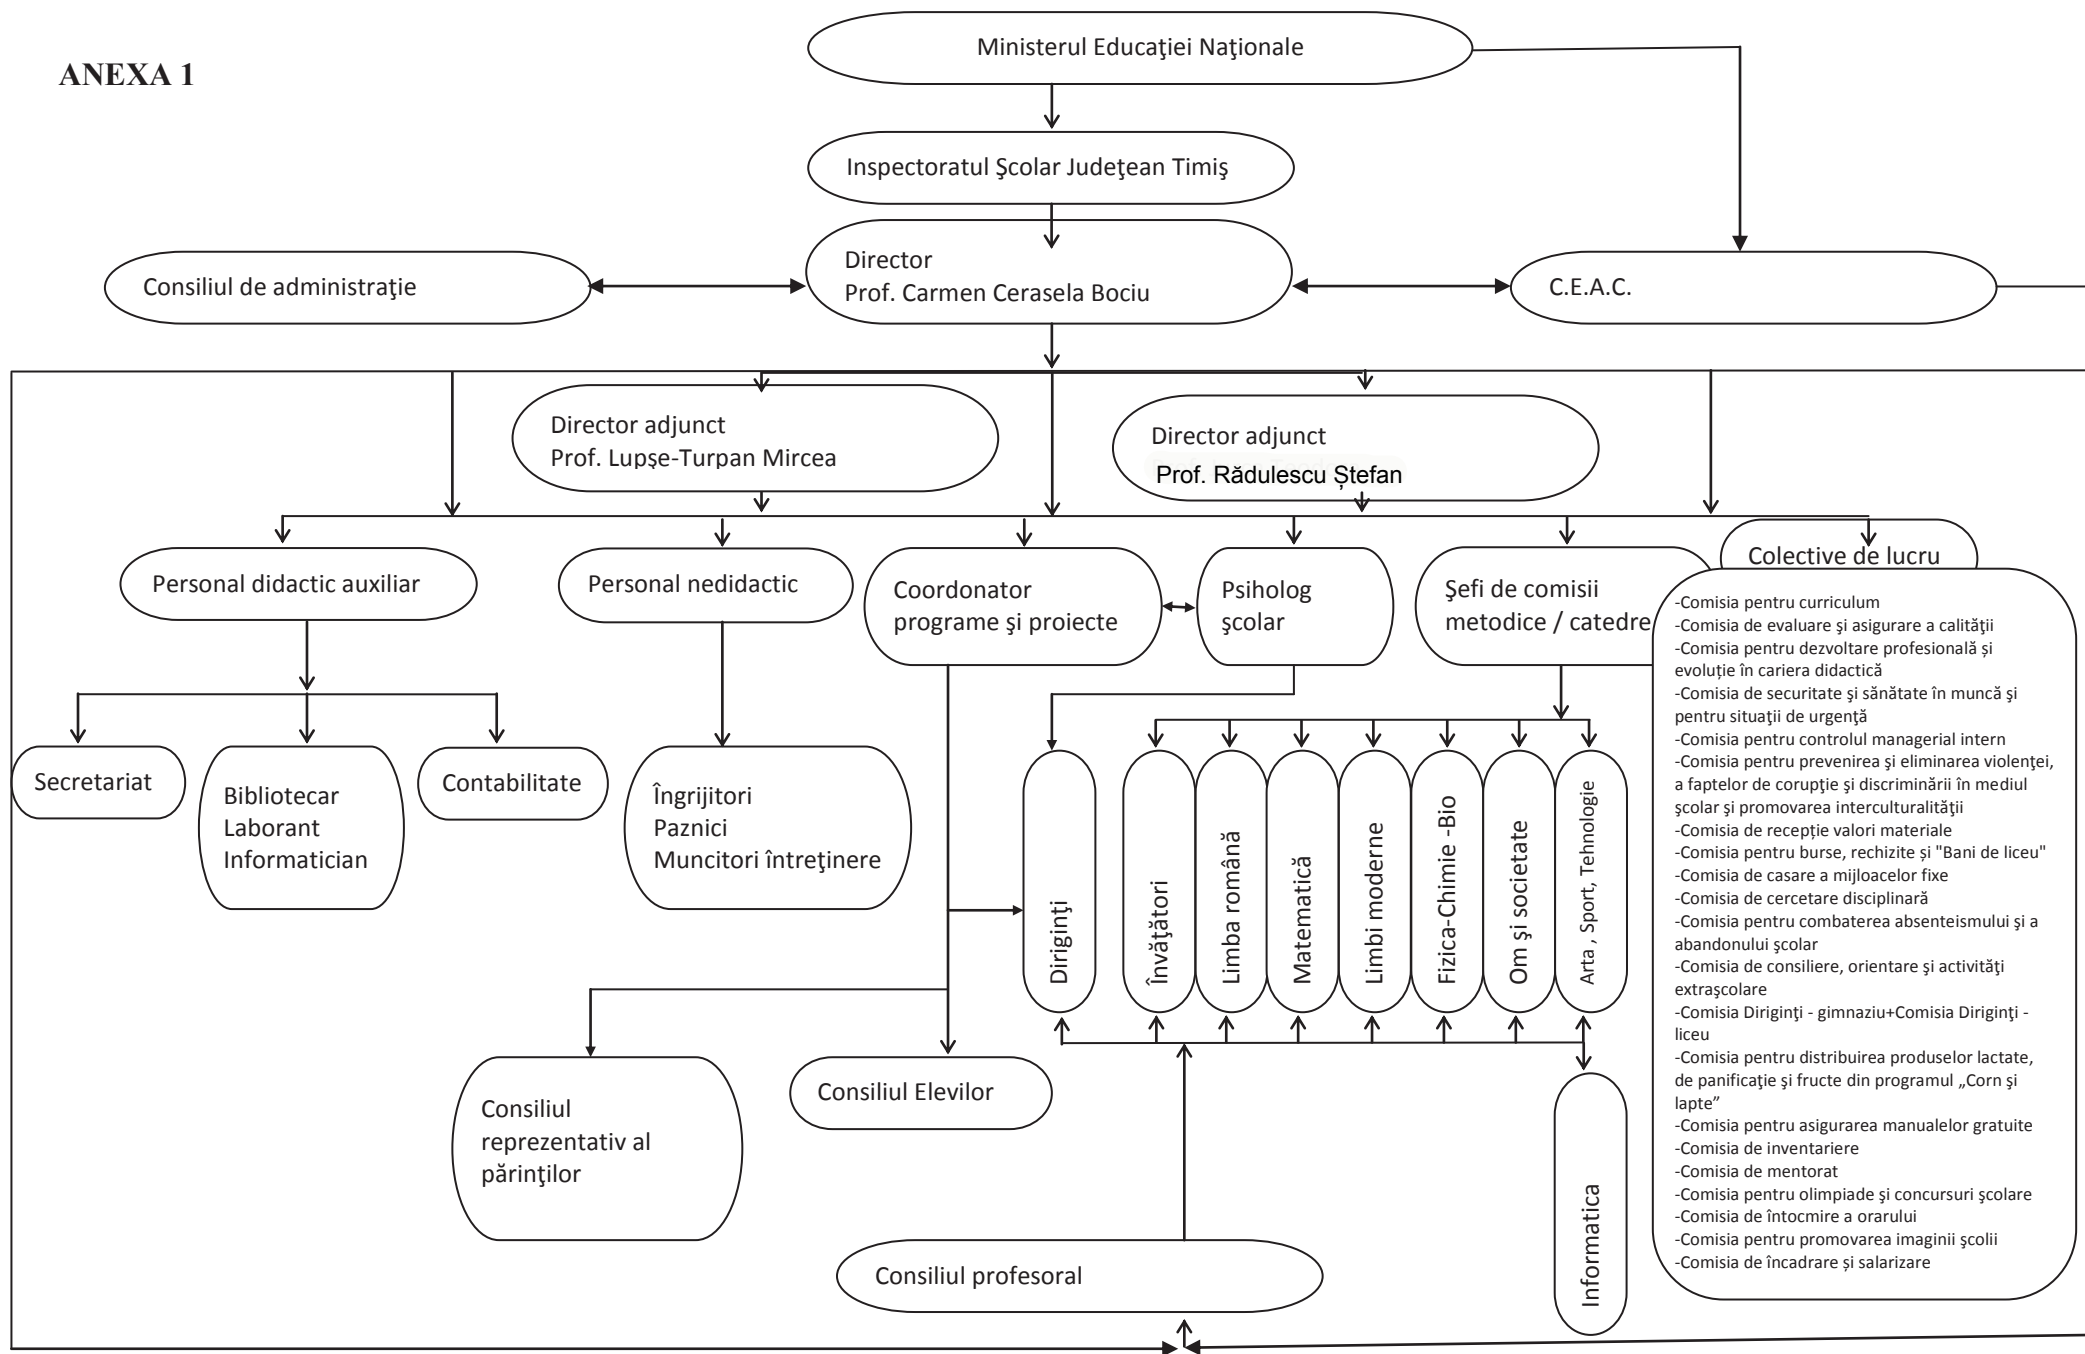 ANEXA 1
Ministerul Educaţiei Naţionale
Inspectoratul Şcolar Judeţean Timiş
Consiliul de administraţie
Director
Prof. Carmen Cerasela Bociu
C.E.A.C.
Director adjunct
Prof. Lupşe-Turpan Mircea
Director adjunct
Prof. Rădulescu Ștefan
Personal didactic auxiliar
Personal nedidactic
Coordonator
programe şi proiecte
Psiholog
şcolar
Şefi de comisii
metodice / catedre
Colective de lucru
-Comisia pentru curriculum
-Comisia de evaluare şi asigurare a calităţii
-Comisia pentru dezvoltare profesională și
evoluție în cariera didactică
-Comisia de securitate şi sănătate în muncă şi
pentru situaţii de urgenţă
-Comisia pentru controlul managerial intern
-Comisia pentru prevenirea şi eliminarea violenţei,
a faptelor de corupţie şi discriminării în mediul
şcolar şi promovarea interculturalităţii
-Comisia de recepție valori materiale
-Comisia pentru burse, rechizite și "Bani de liceu"
-Comisia de casare a mijloacelor fixe
-Comisia de cercetare disciplinară
-Comisia pentru combaterea absenteismului şi a
abandonului şcolar
-Comisia de consiliere, orientare şi activităţi
extraşcolare
-Comisia Diriginţi - gimnaziu+Comisia Diriginţi -
liceu
-Comisia pentru distribuirea produselor lactate,
de panificaţie şi fructe din programul „Corn şi
lapte”
-Comisia pentru asigurarea manualelor gratuite
-Comisia de inventariere
-Comisia de mentorat
-Comisia pentru olimpiade şi concursuri şcolare
-Comisia de întocmire a orarului
-Comisia pentru promovarea imaginii şcolii
-Comisia de încadrare și salarizare
Secretariat
Bibliotecar
Laborant
Informatician
Contabilitate
Îngrijitori
Paznici
Muncitori întreţinere
Diriginţi
Învăţători
Limba română
Matematică
Limbi moderne
Fizica-Chimie -Bio
Om şi societate
Arta , Sport, Tehnologie
Consiliul
reprezentativ al
părinţilor
Consiliul Elevilor
Informatica
Consiliul profesoral